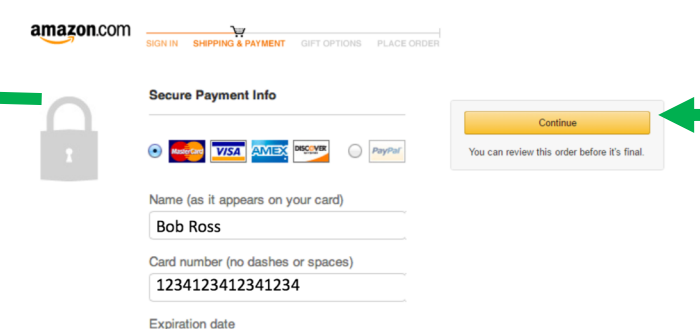 amazon.com
SIGN IN SHIPPING & PAYMENT GIFT OPTIONS PLACE ORDER
Secure Payment Info
MasterCard VISA AMEX DISCOVER PayPal
Continue
You can review this order before it's final.
Name (as it appears on your card)
Bob Ross
Card number (no dashes or spaces)
1234123412341234
Expiration date